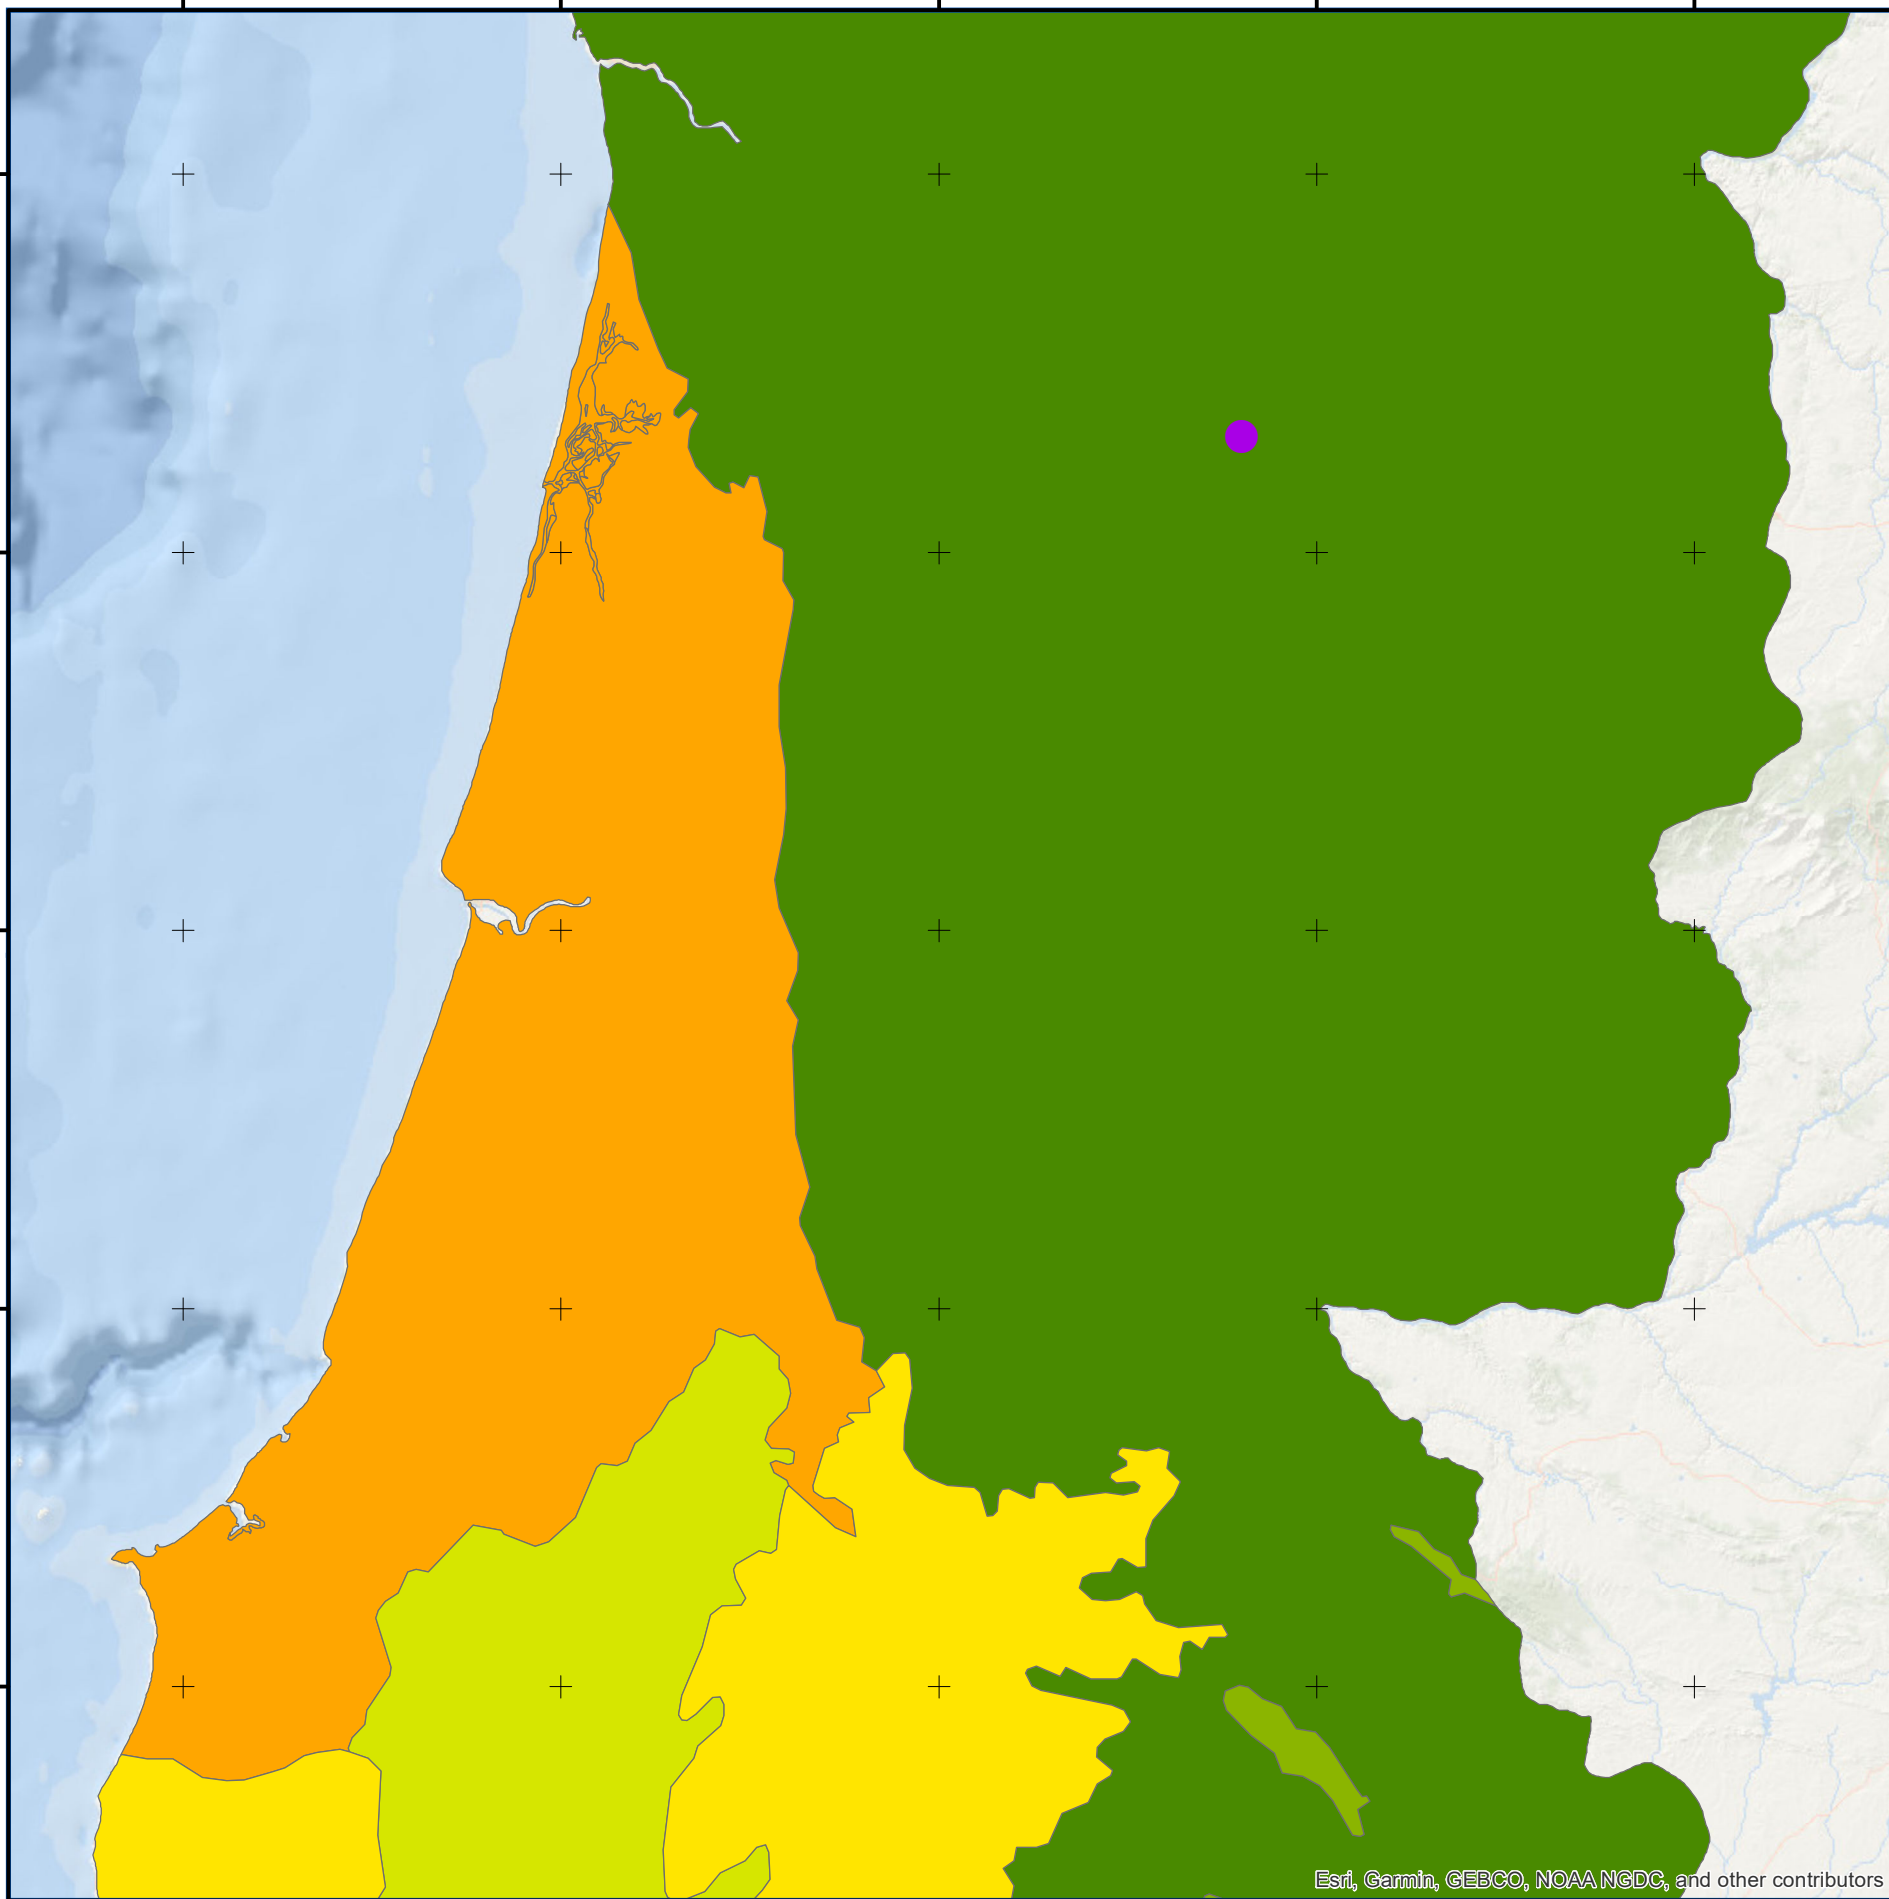 Esri, Garmin, GEBCO, NOAA NGDC, and other contributors